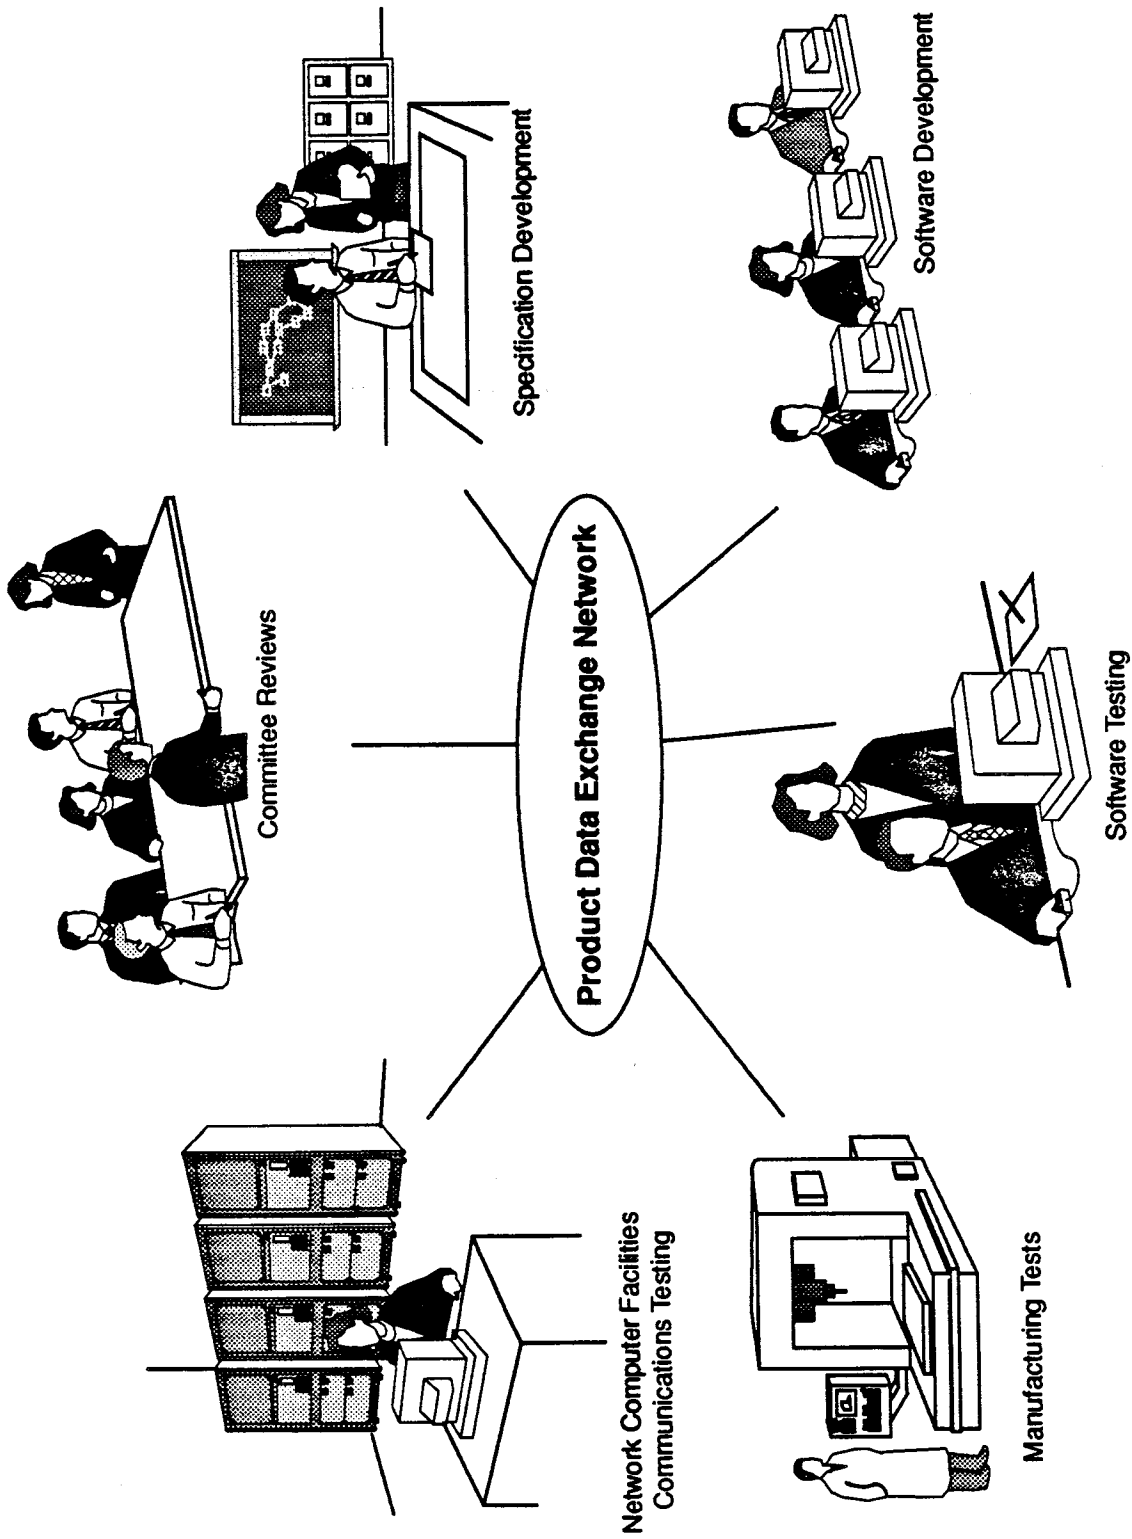 Committee Reviews
Network Computer Facilities
Communications Testing
Specification Development
Product Data Exchange Network
Manufacturing Tests
Software Development
Software Testing